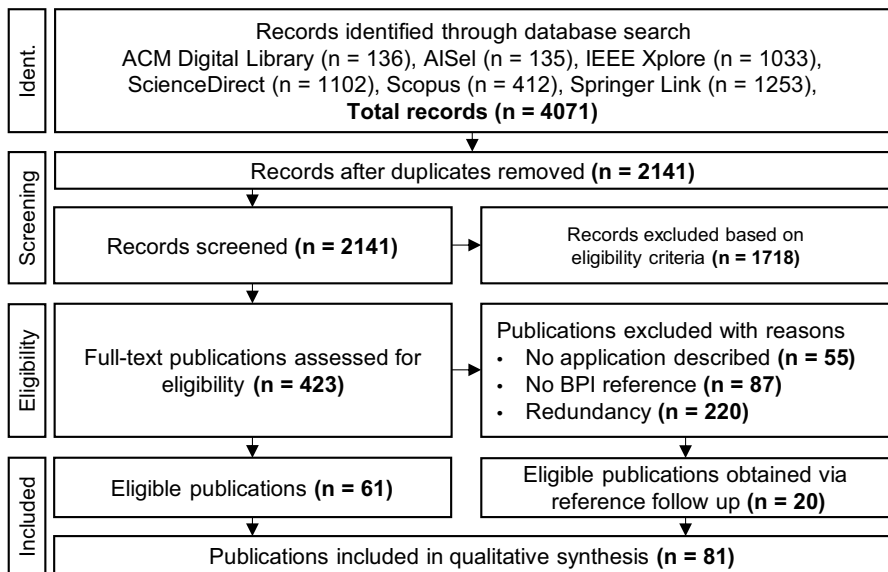 Ident.
Records identified through database search
ACM Digital Library (n = 136), AISel (n = 135), IEEE Xplore (n = 1033),
ScienceDirect (n = 1102), Scopus (n = 412), Springer Link (n = 1253),
Total records (n = 4071)
Screening
Records after duplicates removed (n = 2141)
Records screened (n = 2141)
Records excluded based on
eligibility criteria (n = 1718)
Eligibility
Full-text publications assessed for
eligibility (n = 423)
Publications excluded with reasons
• No application described (n = 55)
• No BPI reference (n = 87)
• Redundancy (n = 220)
Included
Eligible publications (n = 61)
Eligible publications obtained via
reference follow up (n = 20)
Publications included in qualitative synthesis (n = 81)